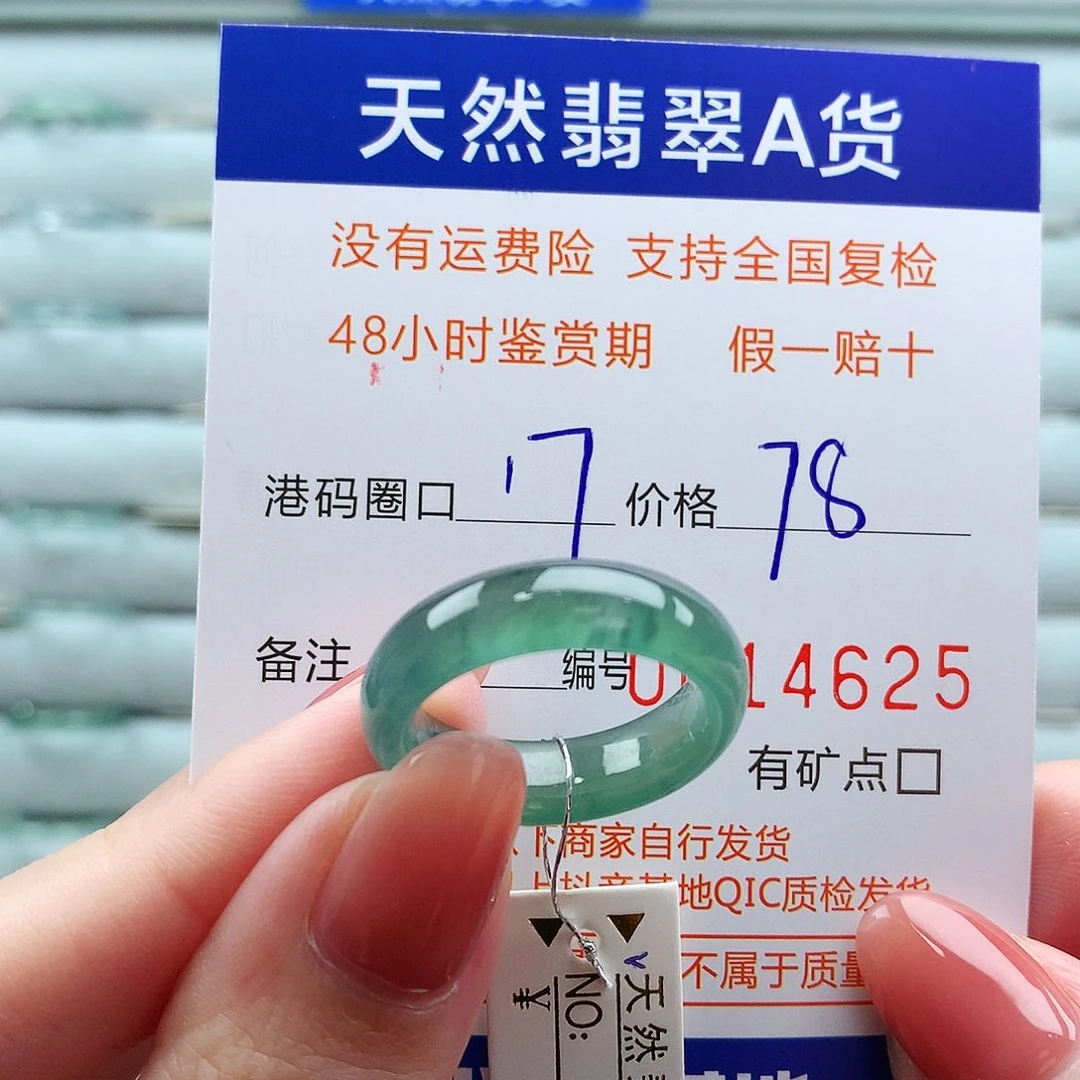 天然翡翠A货
没有运费险 支持全国复检
48小时鉴赏期 假一赔十
港码圈口 17 价格 78
备注 编号 14625
有矿点□
下商家自行发货
地QIC质检发货
不属于质量
天然
NO:
¥